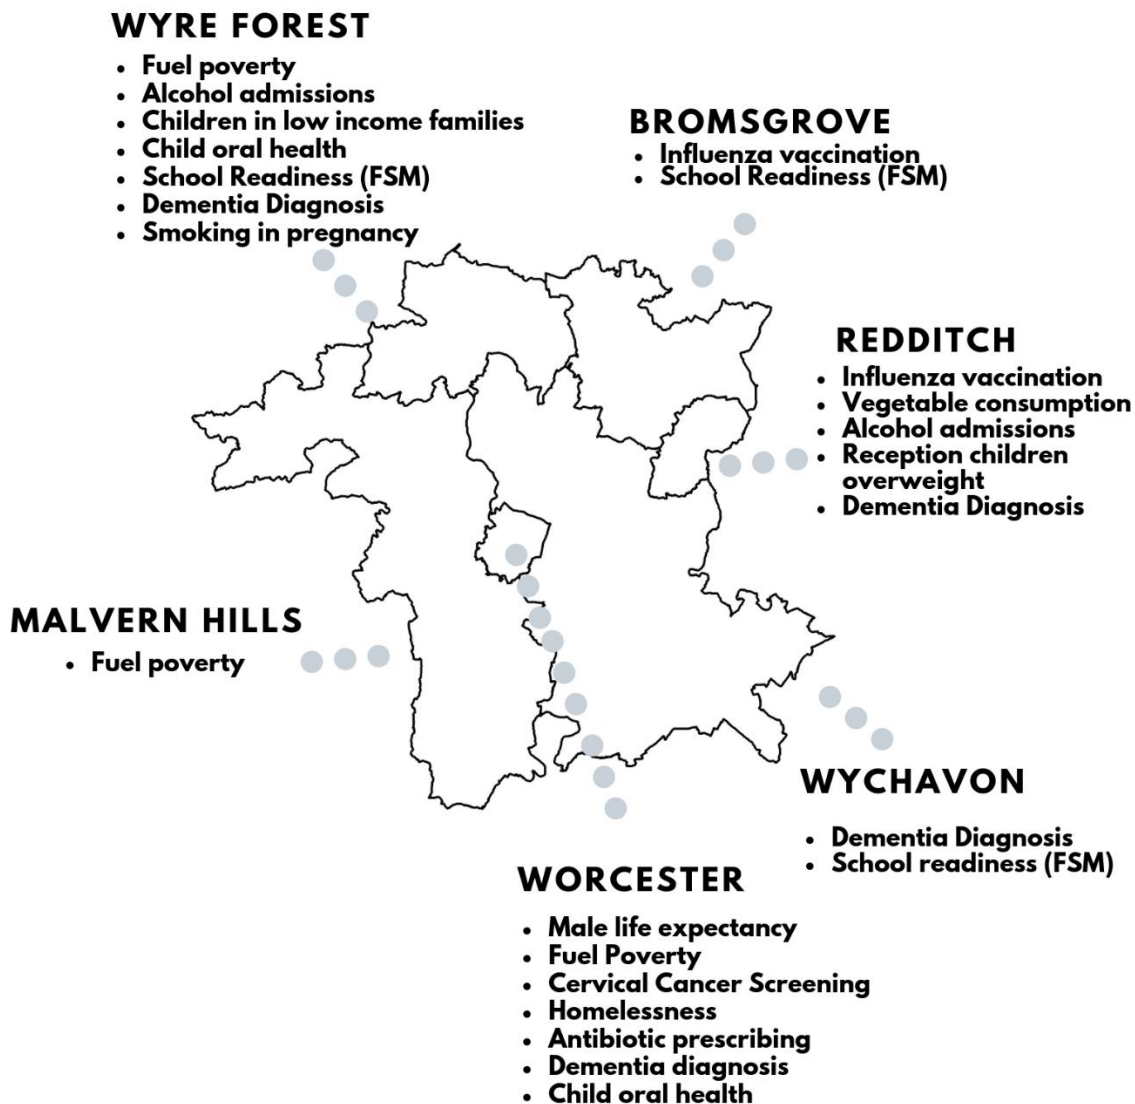 WYRE FOREST
• Fuel poverty
• Alcohol admissions
• Children in low income families
• Child oral health
• School Readiness (FSM)
• Dementia Diagnosis
• Smoking in pregnancy
BROMSGROVE
• Influenza vaccination
• School Readiness (FSM)
REDDITCH
• Influenza vaccination
• Vegetable consumption
• Alcohol admissions
• Reception children
overweight
• Dementia Diagnosis
MALVERN HILLS
• Fuel poverty
WYCHAVON
• Dementia Diagnosis
• School readiness (FSM)
WORCESTER
• Male life expectancy
• Fuel Poverty
• Cervical Cancer Screening
• Homelessness
• Antibiotic prescribing
• Dementia diagnosis
• Child oral health